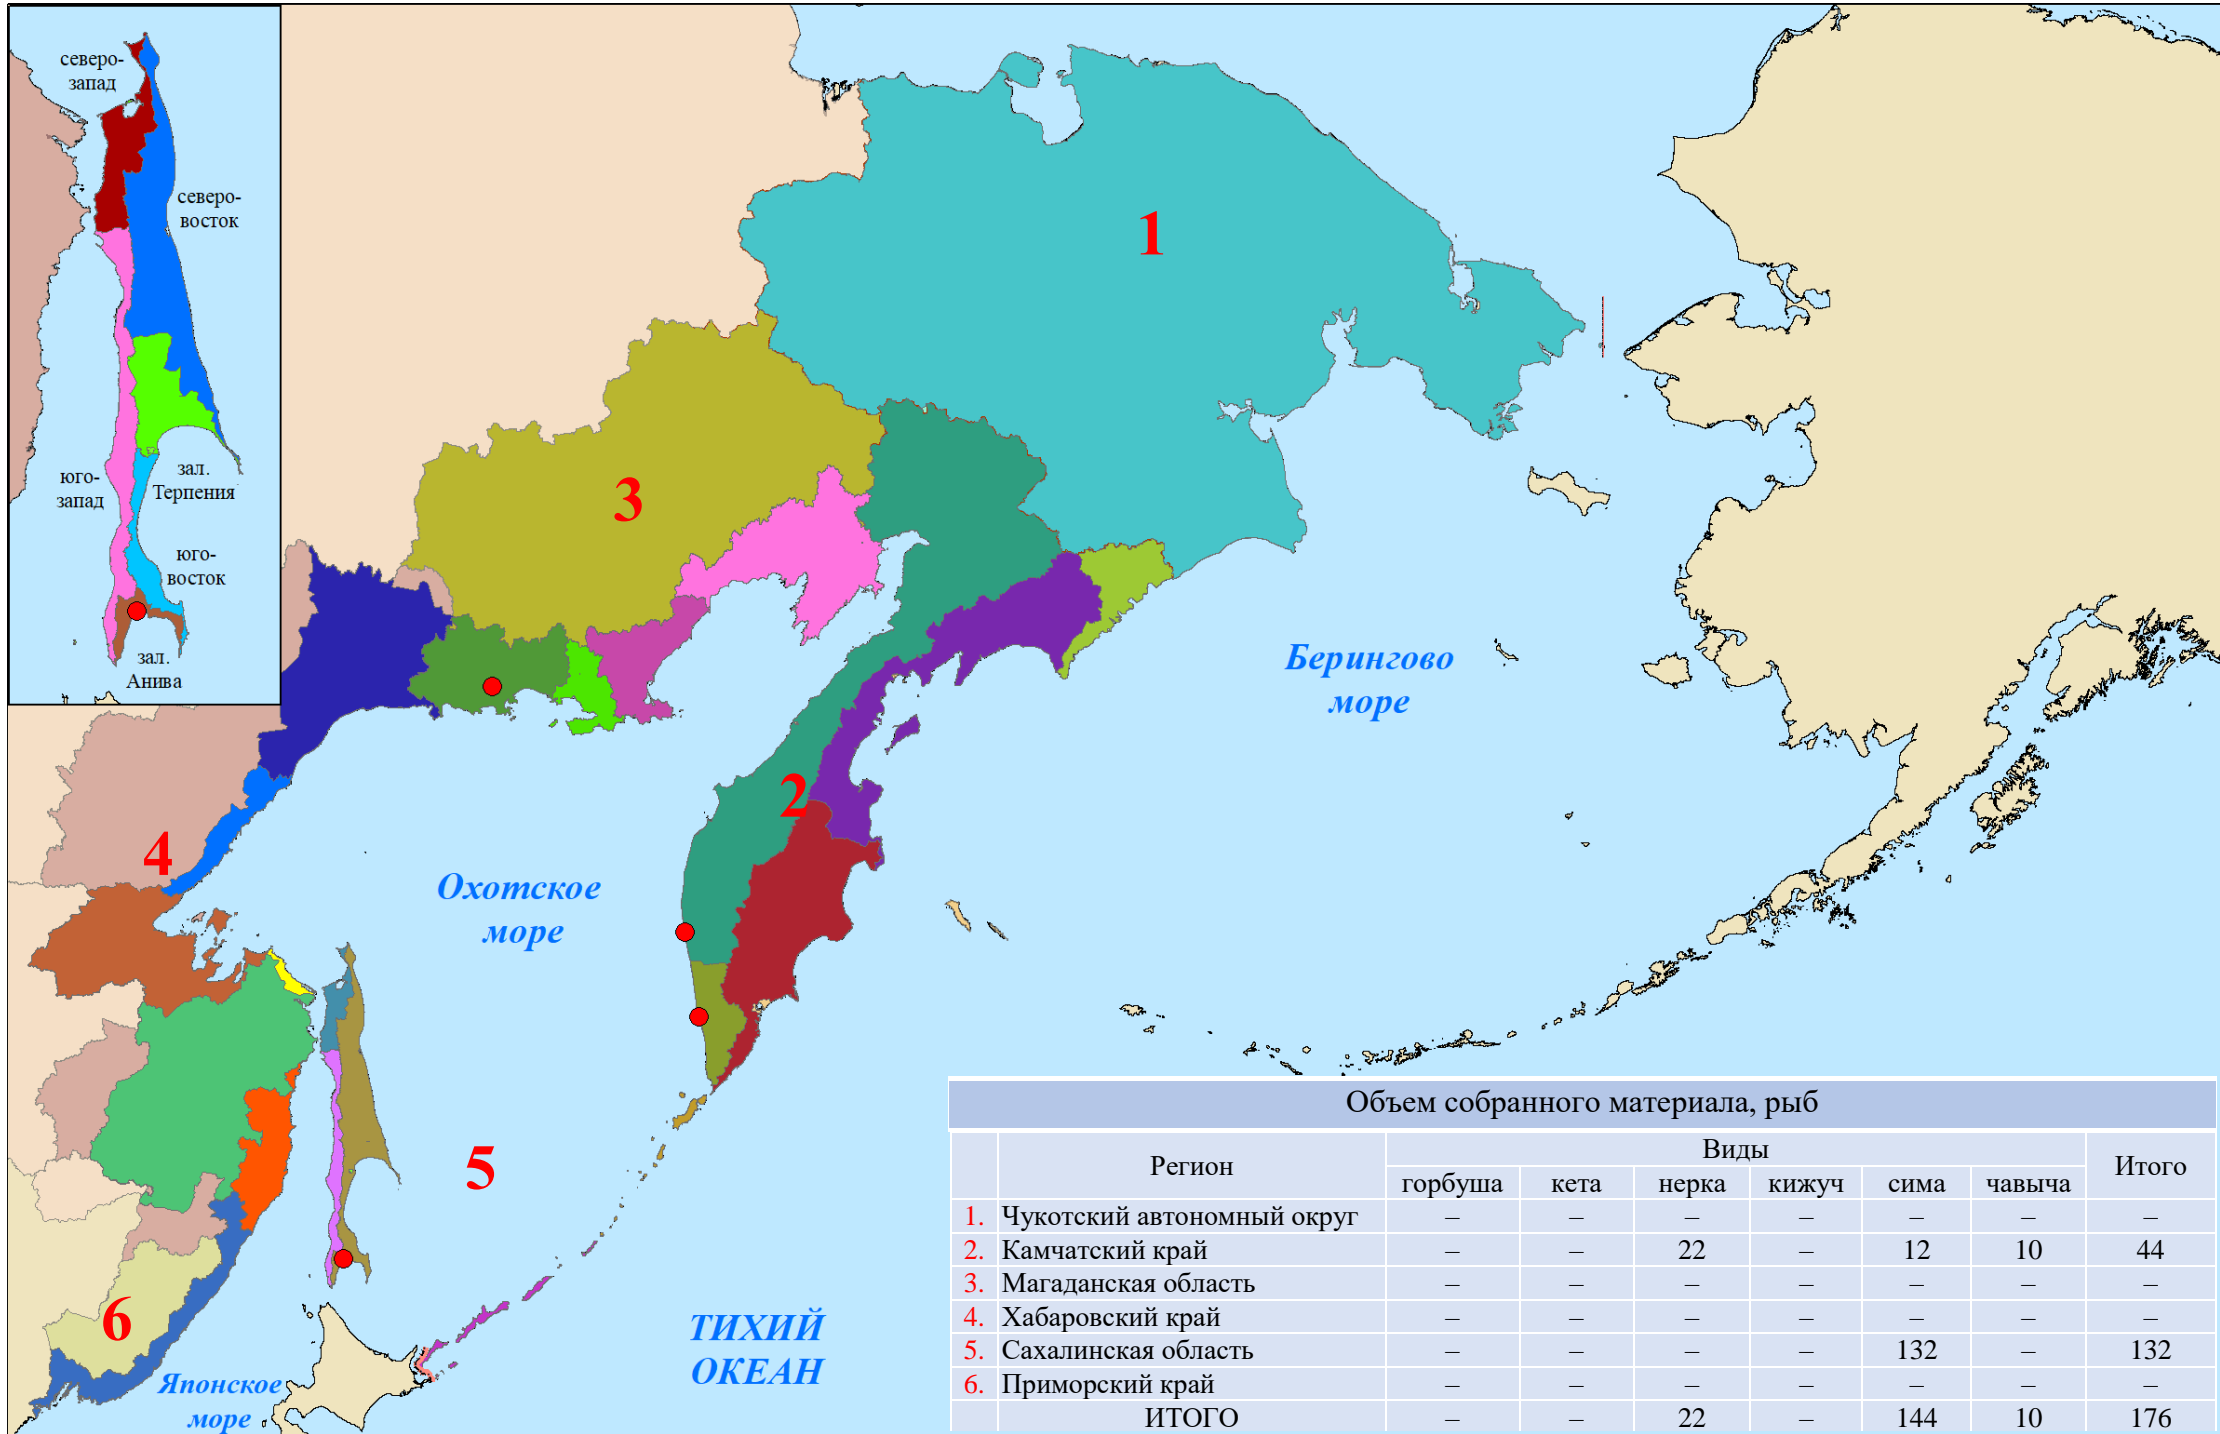 северо-
запад
северо-
восток
юго-
запад
зал.
Терпения
юго-
восток
зал.
Анива
1
3
2
4
5
6
Берингово
море
Охотское
море
ТИХИЙ
ОКЕАН
Японское
море
Объем собранного материала, рыб
Регион Виды Итого
горбуша кета нерка кижуч сима чавыча
1. Чукотский автономный округ – – – – – – –
2. Камчатский край – – 22 – 12 10 44
3. Магаданская область – – – – – – –
4. Хабаровский край – – – – – – –
5. Сахалинская область – – – – 132 – 132
6. Приморский край – – – – – – –
ИТОГО – – 22 – 144 10 176